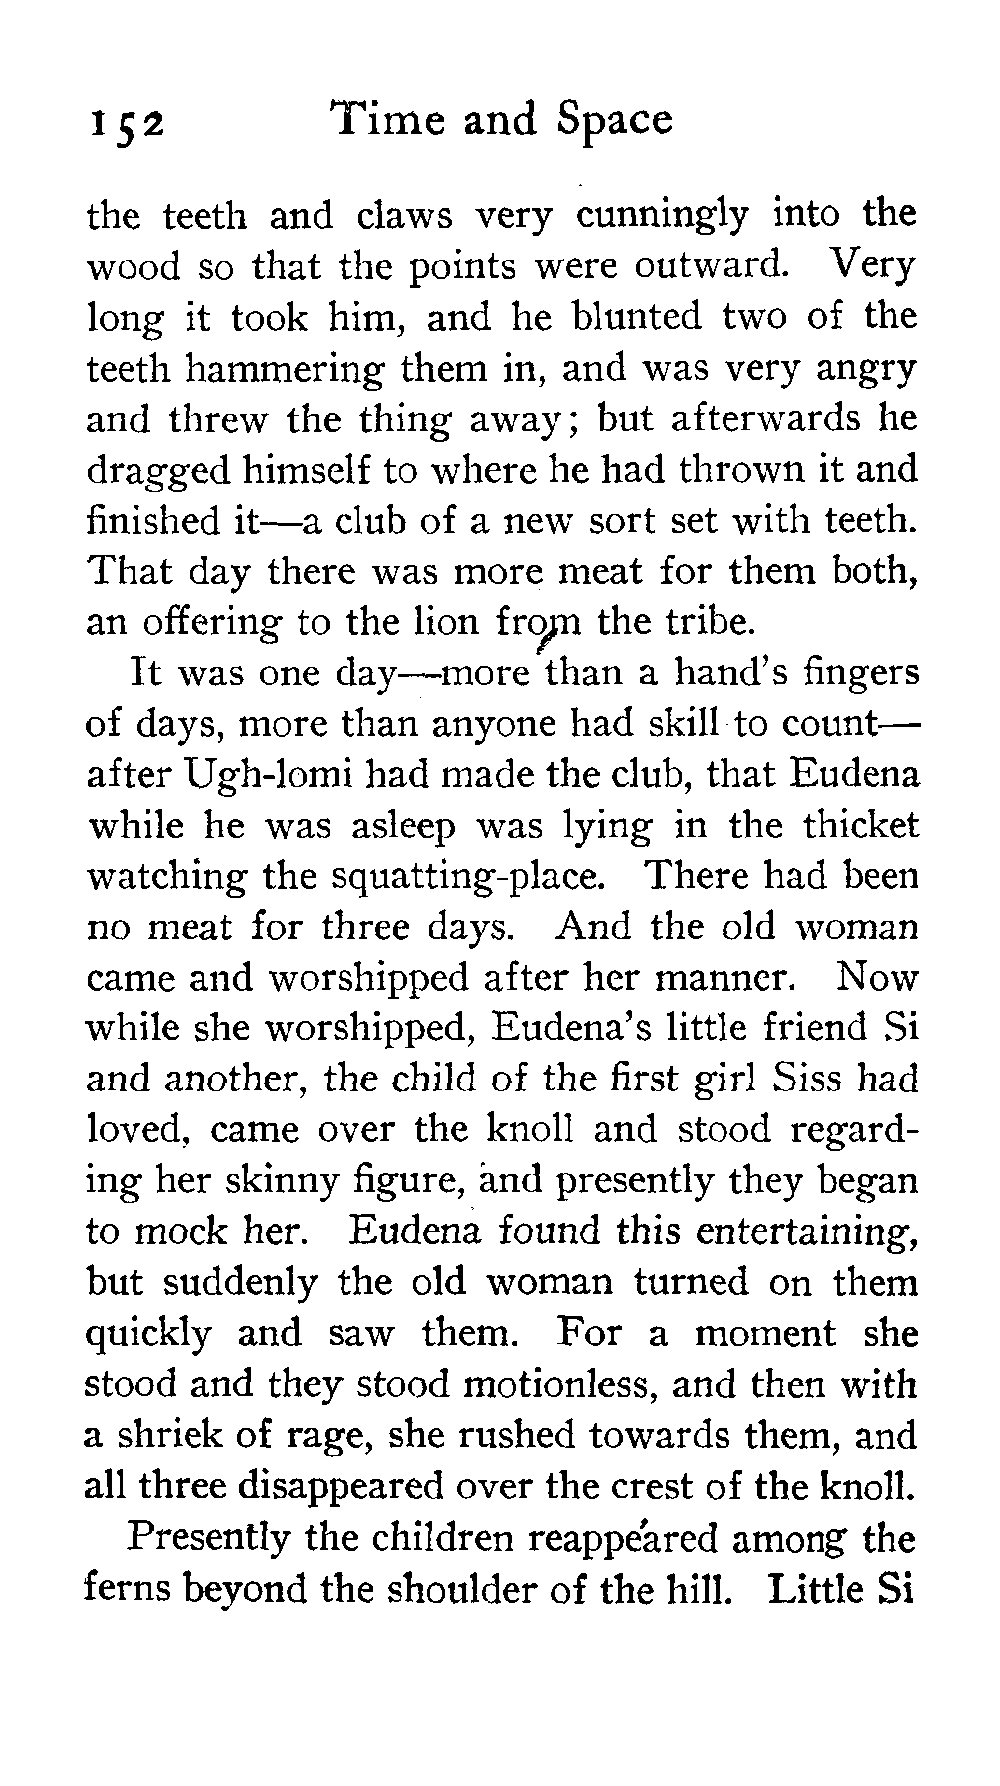 152 Time and Space
the teeth and claws very cunningly into the
wood so that the points were outward. Very
long it took him, and he blunted two of the
teeth hammering them in, and was very angry
and threw the thing away; but afterwards he
dragged himself to where he had thrown it and
finished it—a club of a new sort set with teeth.
That day there was more meat for them both,
an offering to the lion from the tribe.
It was one day—more than a hand's fingers
of days, more than anyone had skill to count—
after Ugh-lomi had made the club, that Eudena
while he was asleep was lying in the thicket
watching the squatting-place. There had been
no meat for three days. And the old woman
came and worshipped after her manner. Now
while she worshipped, Eudena's little friend Si
and another, the child of the first girl Siss had
loved, came over the knoll and stood regard-
ing her skinny figure, and presently they began
to mock her. Eudena found this entertaining,
but suddenly the old woman turned on them
quickly and saw them. For a moment she
stood and they stood motionless, and then with
a shriek of rage, she rushed towards them, and
all three disappeared over the crest of the knoll.
Presently the children reappeared among the
ferns beyond the shoulder of the hill. Little Si